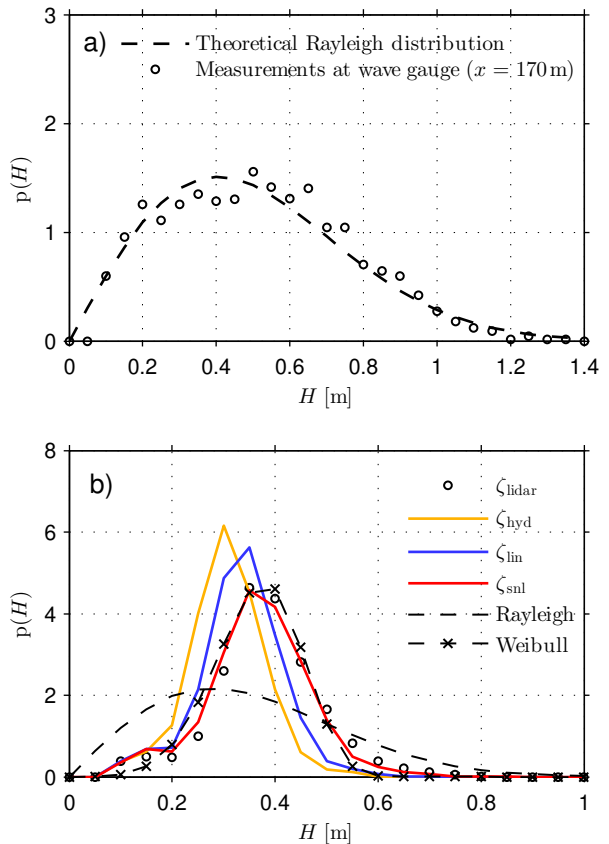 3
a)
Theoretical Rayleigh distribution
Measurements at wave gauge (x = 170 m)
2
p(H)
1
0
0 0.2 0.4 0.6 0.8 1 1.2 1.4
H [m]
8
b)
ζlidar
6
ζhyd
ζlin
4
ζsnl
p(H)
Rayleigh
Weibull
2
0
0 0.2 0.4 0.6 0.8 1
H [m]